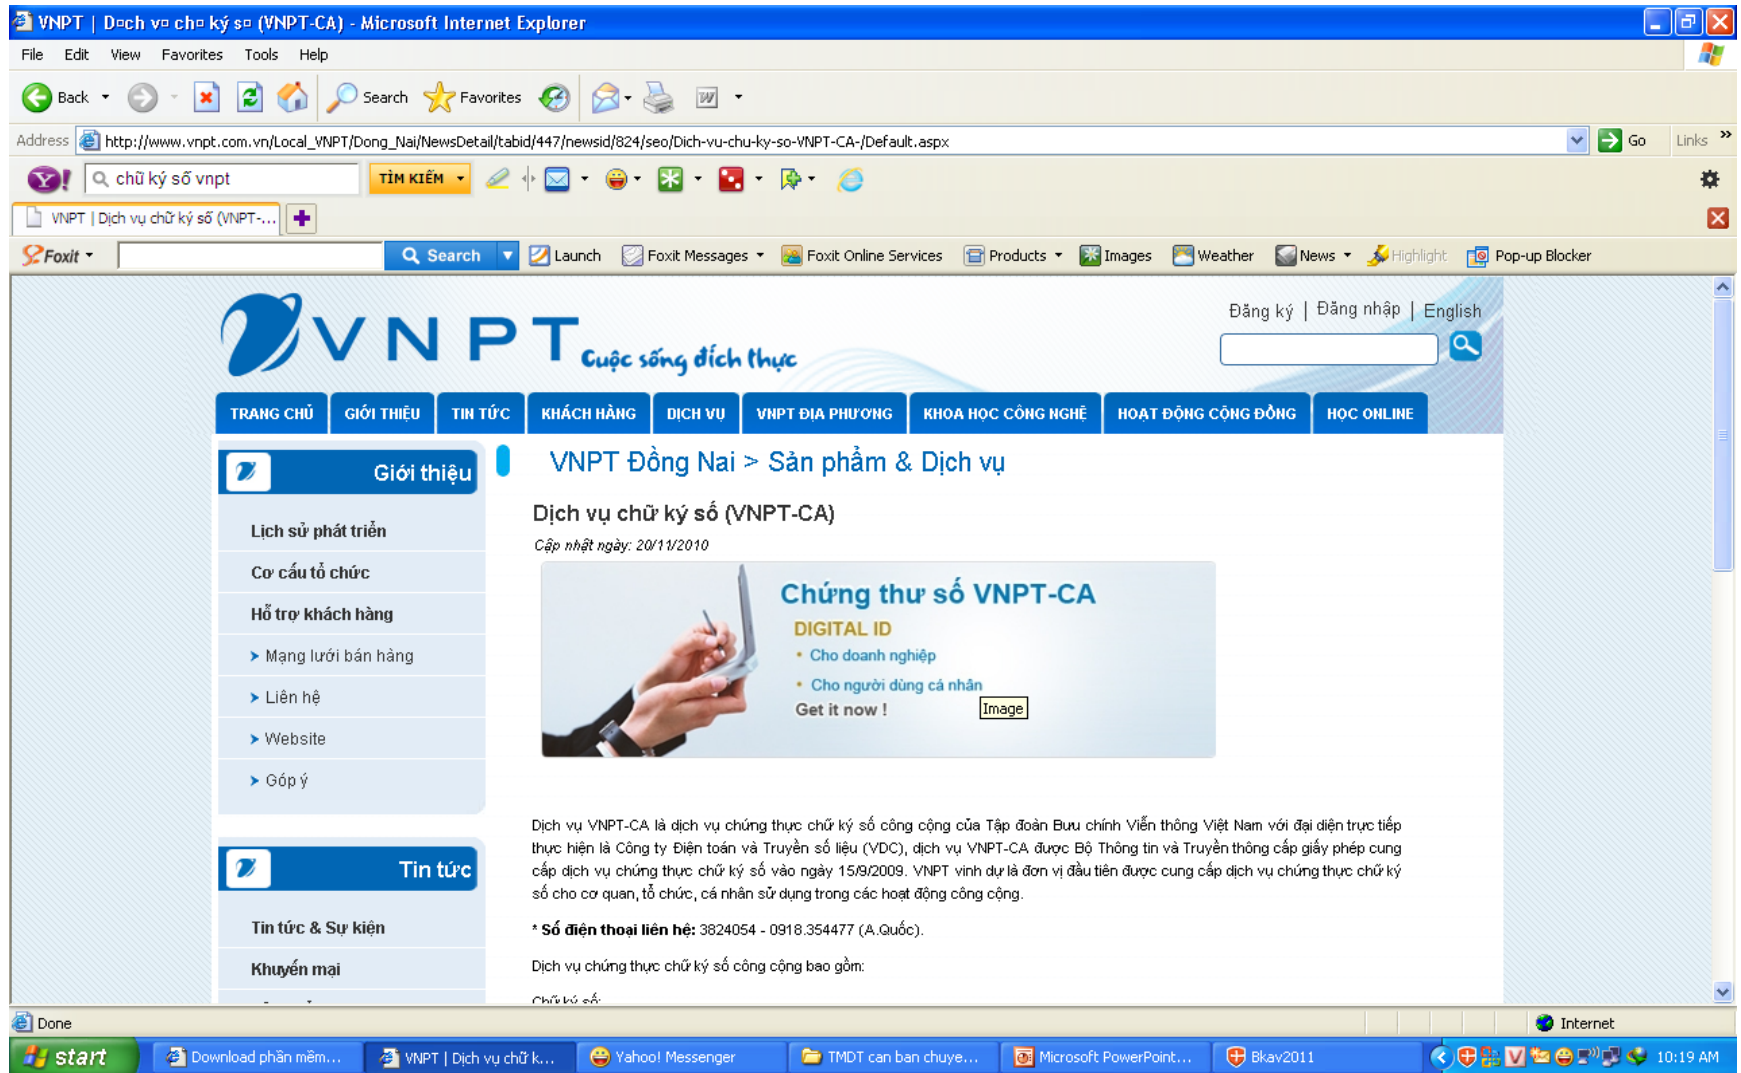 VNPT | D¤ch v¤ ch¤ ký s¤ (VNPT-CA) - Microsoft Internet Explorer
File Edit View Favorites Tools Help
Back Search Favorites
Address http://www.vnpt.com.vn/Local_VNPT/Dong_Nai/NewsDetail/tabid/447/newsid/824/seo/Dich-vu-chu-ky-so-VNPT-CA-/Default.aspx Go Links »
Y! chữ ký số vnpt TÌM KIẾM
VNPT | Dịch vụ chữ ký số (VNPT-...
Foxit Search Launch Foxit Messages Foxit Online Services Products Images Weather News Highlight Pop-up Blocker
VNPT Cuộc sống đích thực
Đăng ký | Đăng nhập | English
TRANG CHỦ GIỚI THIỆU TIN TỨC KHÁCH HÀNG DỊCH VỤ VNPT ĐỊA PHƯƠNG KHOA HỌC CÔNG NGHỆ HOẠT ĐỘNG CỘNG ĐỒNG HỌC ONLINE
Giới thiệu
Lịch sử phát triển
Cơ cấu tổ chức
Hỗ trợ khách hàng
Mạng lưới bán hàng
Liên hệ
Website
Góp ý
Tin tức
Tin tức & Sự kiện
Khuyến mại
VNPT Đồng Nai > Sản phẩm & Dịch vụ
Dịch vụ chữ ký số (VNPT-CA)
Cập nhật ngày: 20/11/2010
Chứng thư số VNPT-CA
DIGITAL ID
• Cho doanh nghiệp
• Cho người dùng cá nhân
Get it now !
Image
Dịch vụ VNPT-CA là dịch vụ chứng thực chữ ký số công cộng của Tập đoàn Bưu chính Viễn thông Việt Nam với đại diện trực tiếp
thực hiện là Công ty Điện toán và Truyền số liệu (VDC), dịch vụ VNPT-CA được Bộ Thông tin và Truyền thông cấp giấy phép cung
cấp dịch vụ chứng thực chữ ký số vào ngày 15/9/2009. VNPT vinh dự là đơn vị đầu tiên được cung cấp dịch vụ chứng thực chữ ký
số cho cơ quan, tổ chức, cá nhân sử dụng trong các hoạt động công cộng.
* Số điện thoại liên hệ: 3824054 - 0918.354477 (A.Quốc).
Dịch vụ chứng thực chữ ký số công cộng bao gồm:
Chữ ký số:
Done Internet
start Download phần mềm... VNPT | Dịch vụ chữ k... Yahoo! Messenger TMDT can ban chuye... Microsoft PowerPoint... Bkav2011 10:19 AM